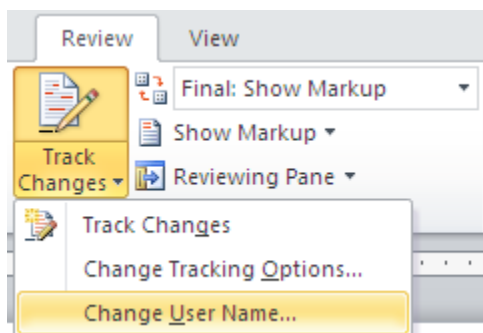 Review View
Final: Show Markup
Show Markup
Track
Changes
Reviewing Pane
Track Changes
Change Tracking Options...
Change User Name...